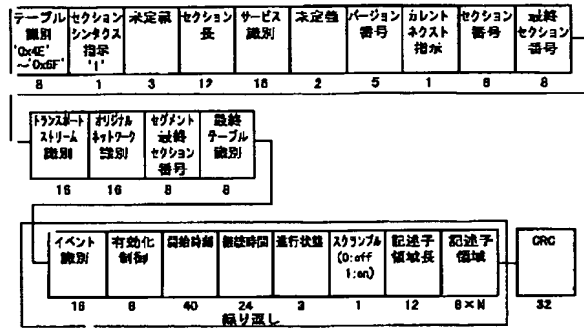 テーブル識別'0x4E'～'0x6F'
セクションシンタクス指示'1'
未定義
セクション長
サービス識別
未定義
バージョン番号
カレントネクスト指示
セクション番号
最終セクション番号
8 1 3 12 16 2 5 1 8 8
トランスポートストリーム識別
オリジナルネットワーク識別
セグメント最終セクション番号
最終テーブル識別
16 16 8 8
イベント識別
有効化制御
開始時刻
継続時間
進行状態
スクランブル(0:off 1:on)
記述子領域長
記述子領域
CRC
16 6 40 24 3 1 12 8×N 32
繰り返し